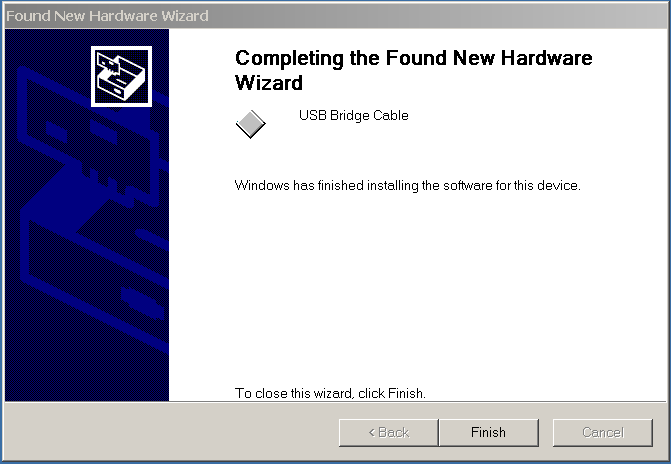 Found New Hardware Wizard
Completing the Found New Hardware
Wizard
USB Bridge Cable
Windows has finished installing the software for this device.
To close this wizard, click Finish.
< Back
Finish
Cancel